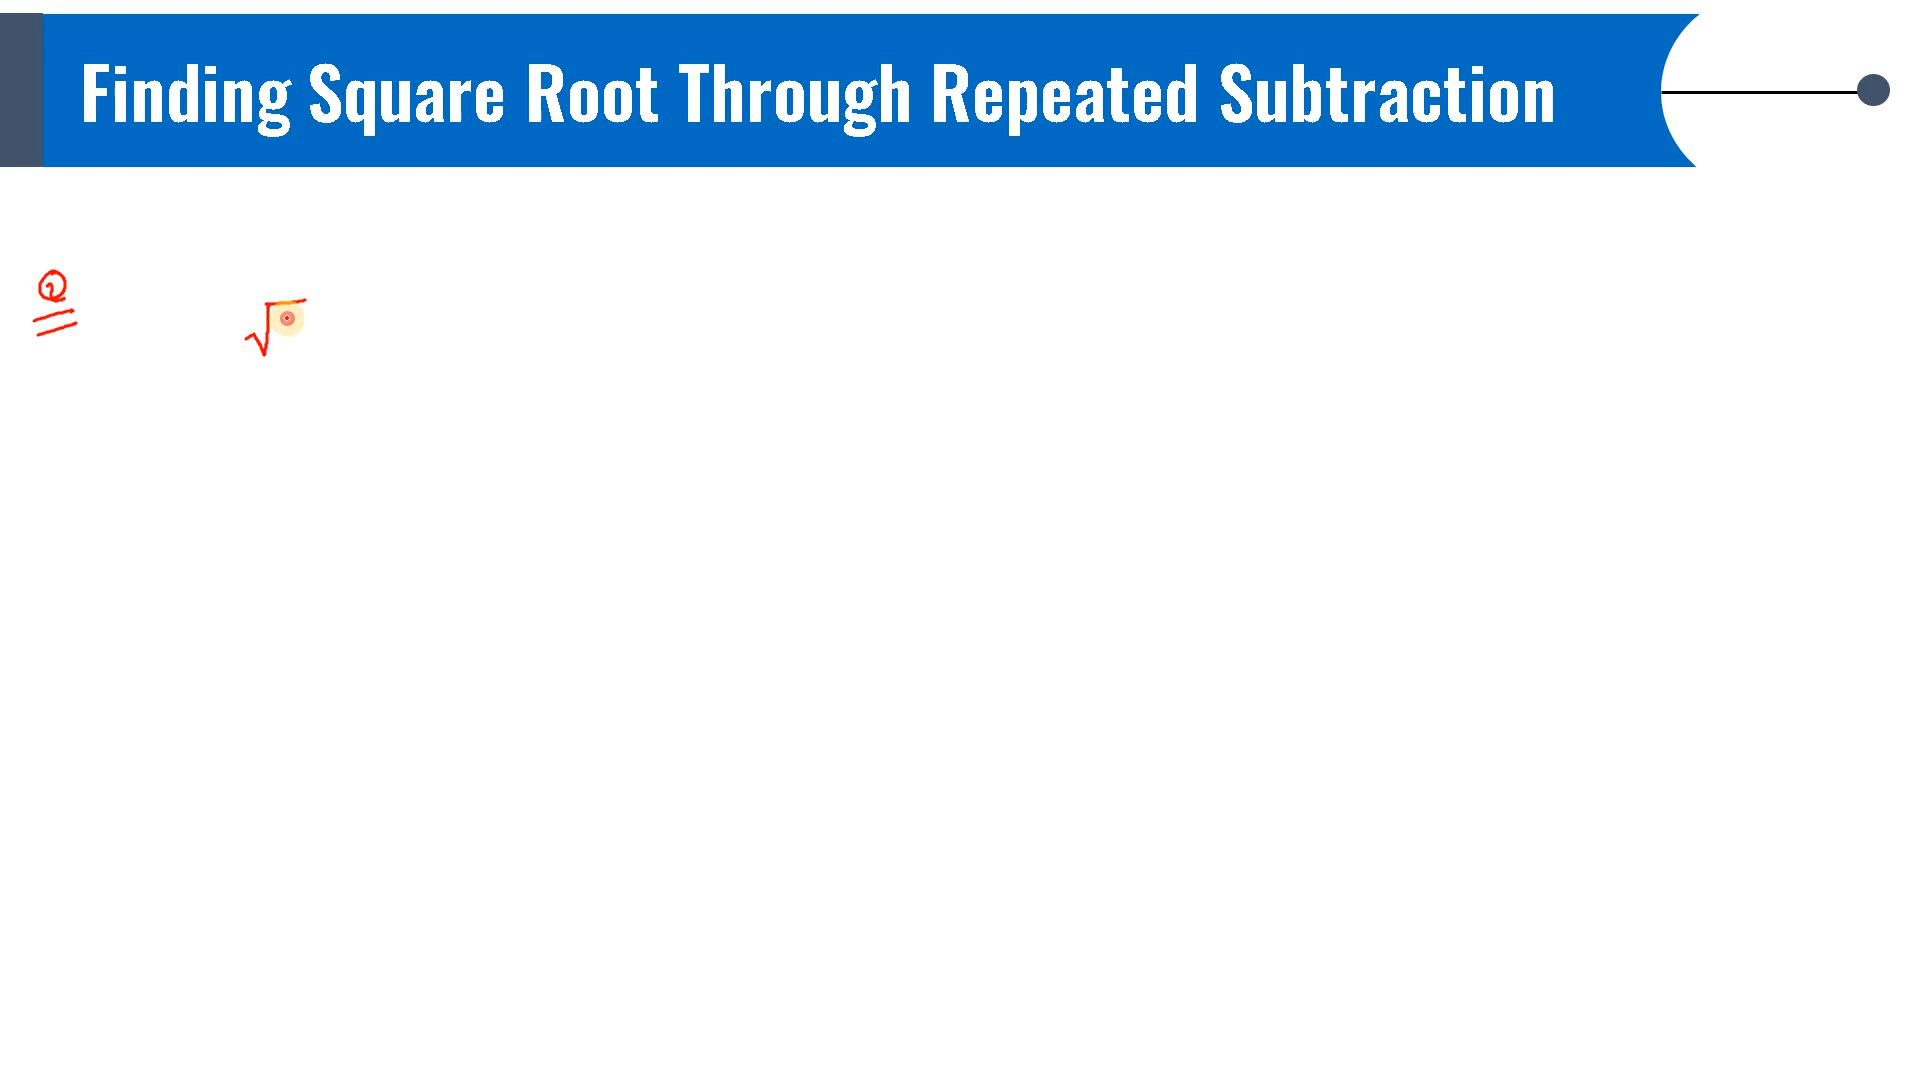 Finding Square Root Through Repeated Subtraction
Q
√